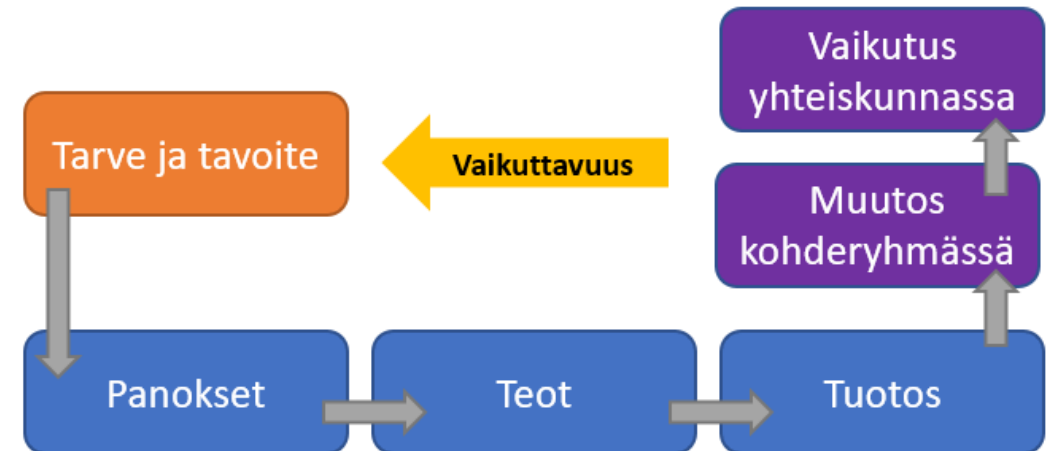 Vaikutus
yhteiskunnassa
Tarve ja tavoite
Vaikuttavuus
Muutos
kohderyhmässä
Panokset
Teot
Tuotos